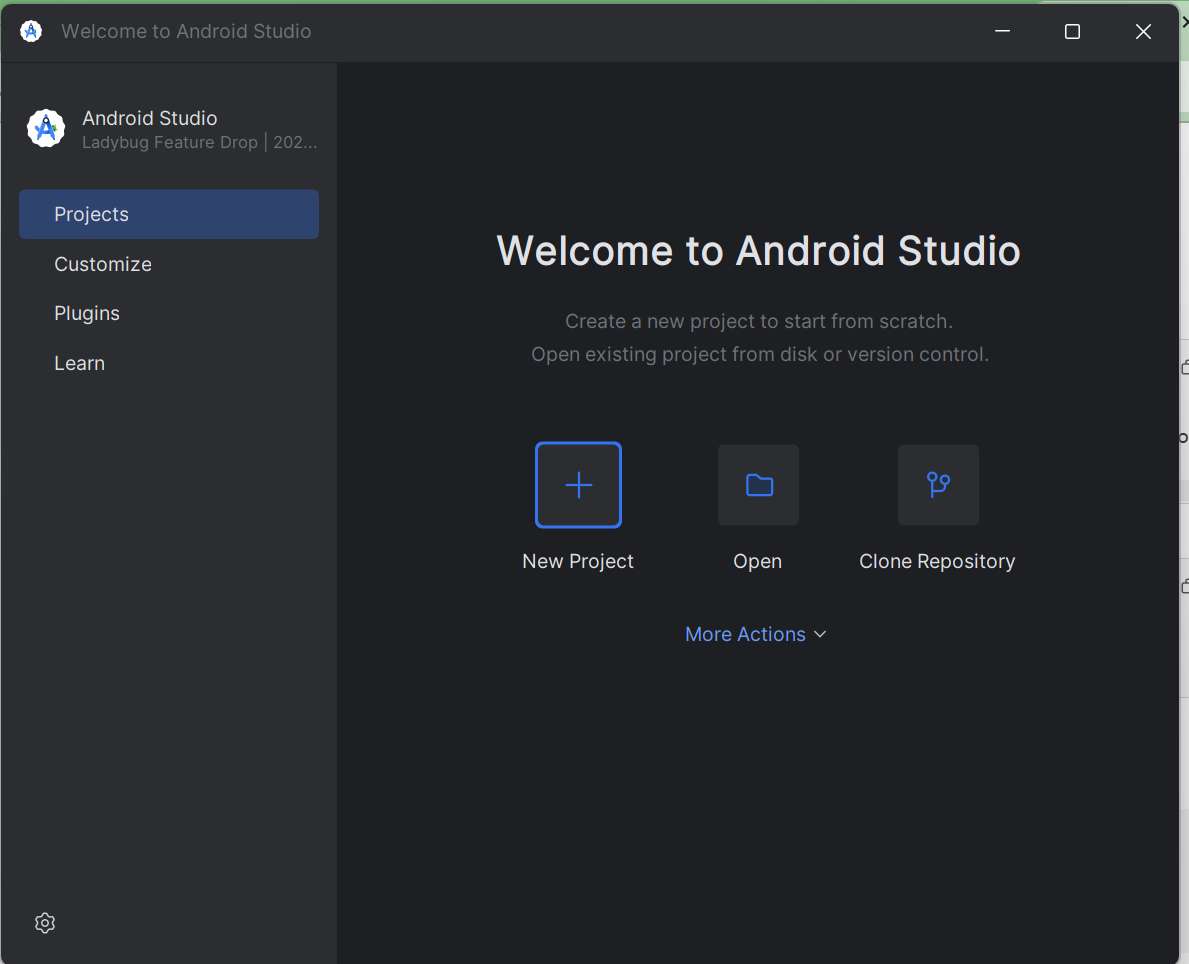 Welcome to Android Studio
Android Studio
Ladybug Feature Drop | 202...
Projects
Customize
Plugins
Learn
Welcome to Android Studio
Create a new project to start from scratch.
Open existing project from disk or version control.
New Project
Open
Clone Repository
More Actions